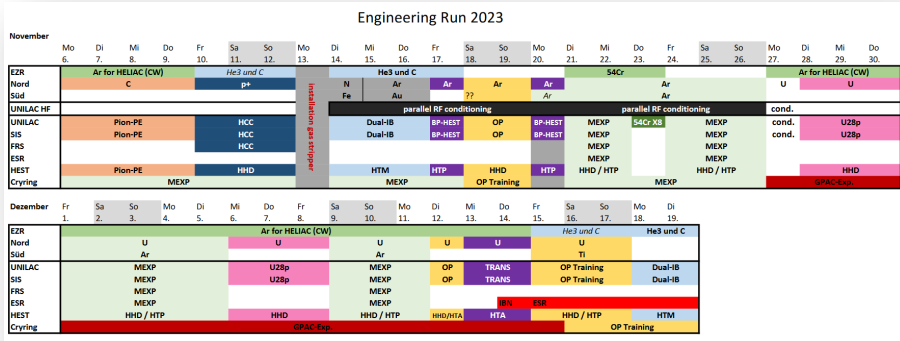 Engineering Run 2023
November
Mo Di Mi Do Fr Sa So Mo Di Mi Do Fr Sa So Mo Di Mi Do Fr Sa So Mo Di Mi Do
6. 7. 8. 9. 10. 11. 12. 13. 14. 15. 16. 17. 18. 19. 20. 21. 22. 23. 24. 25. 26. 27. 28. 29. 30.
EZR Ar for HELIAC (CW) He3 und C He3 und C 54Cr Ar for HELIAC (CW)
Nord C p+ N Ar Ar Ar Ar Ar U U
Süd Fe Au ?? Ar
installation gas stripper
UNILAC HF parallel RF conditioning parallel RF conditioning cond.
UNILAC Pion-PE HCC Dual-IB BP-HEST OP BP-HEST MEXP 54Cr X8 MEXP cond. U28p
SIS Pion-PE HCC Dual-IB BP-HEST OP BP-HEST MEXP MEXP cond. U28p
FRS HCC MEXP MEXP
ESR MEXP MEXP
HEST Pion-PE HHD HTM HTP HHD HTP HHD / HTP HHD / HTP HHD
Cryring MEXP MEXP OP Training MEXP GPAC-Exp.
Dezember
Fr Sa So Mo Di Mi Do Fr Sa So Mo Di Mi Do Fr Sa So Mo Di
1. 2. 3. 4. 5. 6. 7. 8. 9. 10. 11. 12. 13. 14. 15. 16. 17. 18. 19.
EZR Ar for HELIAC (CW) He3 und C He3 und C
Nord U U U U U U
Süd Ar Ar Ti
UNILAC MEXP U28p MEXP OP TRANS OP Training Dual-IB
SIS MEXP U28p MEXP OP TRANS OP Training Dual-IB
FRS MEXP MEXP
ESR MEXP MEXP IBN ESR
HEST HHD / HTP HHD HHD / HTP HHD/HTA HTA HHD / HTP HTM
Cryring GPAC-Exp. OP Training